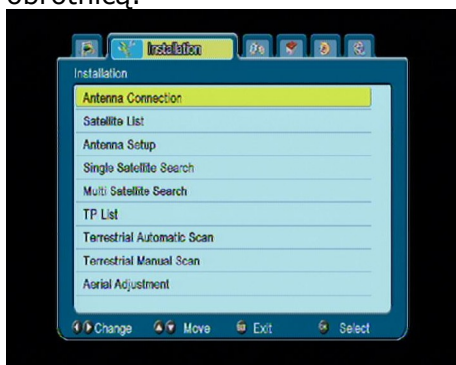 obrotnicą.
Installation
Installation
Antenna Connection
Satellite List
Antenna Setup
Single Satellite Search
Multi Satellite Search
TP List
Terrestrial Automatic Scan
Terrestrial Manual Scan
Aerial Adjustment
Change Move Exit Select